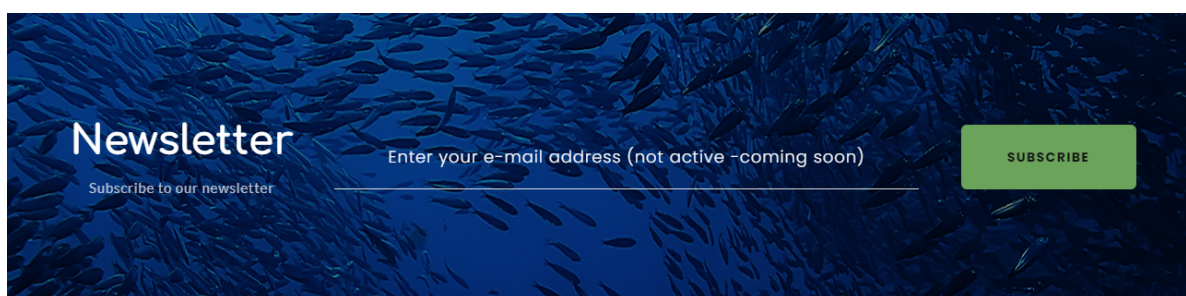 Newsletter
Subscribe to our newsletter
Enter your e-mail address (not active -coming soon)
SUBSCRIBE